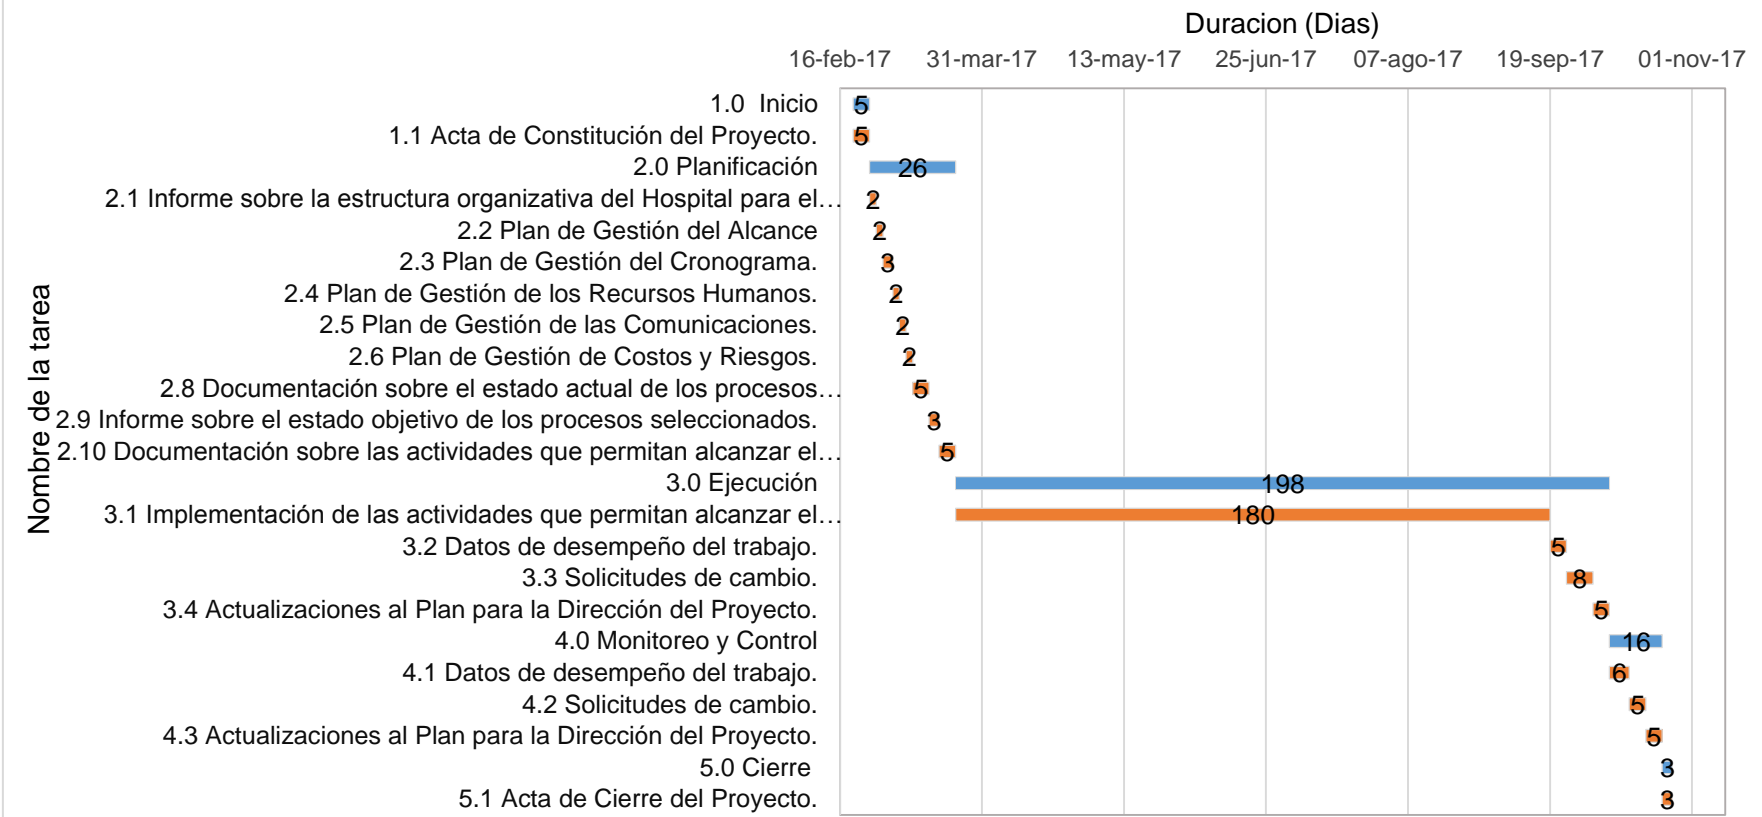 Duracion (Dias)
16-feb-17 31-mar-17 13-may-17 25-jun-17 07-ago-17 19-sep-17 01-nov-17
Nombre de la tarea
1.0 Inicio 5
1.1 Acta de Constitución del Proyecto. 5
2.0 Planificación 26
2.1 Informe sobre la estructura organizativa del Hospital para el… 2
2.2 Plan de Gestión del Alcance 2
2.3 Plan de Gestión del Cronograma. 3
2.4 Plan de Gestión de los Recursos Humanos. 2
2.5 Plan de Gestión de las Comunicaciones. 2
2.6 Plan de Gestión de Costos y Riesgos. 2
2.8 Documentación sobre el estado actual de los procesos… 5
2.9 Informe sobre el estado objetivo de los procesos seleccionados. 3
2.10 Documentación sobre las actividades que permitan alcanzar el… 5
3.0 Ejecución 198
3.1 Implementación de las actividades que permitan alcanzar el… 180
3.2 Datos de desempeño del trabajo. 5
3.3 Solicitudes de cambio. 8
3.4 Actualizaciones al Plan para la Dirección del Proyecto. 5
4.0 Monitoreo y Control 16
4.1 Datos de desempeño del trabajo. 6
4.2 Solicitudes de cambio. 5
4.3 Actualizaciones al Plan para la Dirección del Proyecto. 5
5.0 Cierre 3
5.1 Acta de Cierre del Proyecto. 3